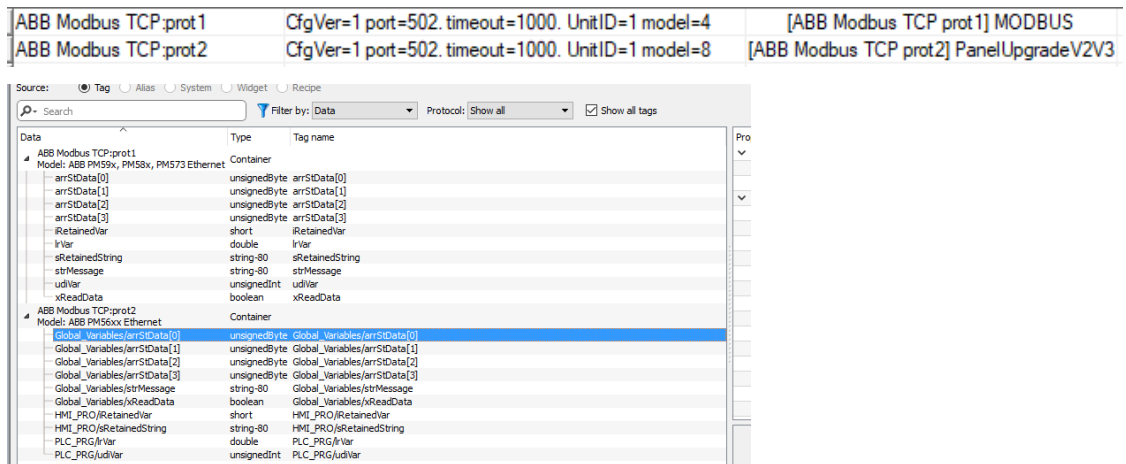 ABB Modbus TCP:prot1 CfgVer=1 port=502. timeout=1000. UnitID=1 model=4 [ABB Modbus TCP prot1] MODBUS
ABB Modbus TCP:prot2 CfgVer=1 port=502. timeout=1000. UnitID=1 model=8 [ABB Modbus TCP prot2] PanelUpgradeV2V3
Source: Tag Alias System Widget Recipe
Search Filter by: Data Protocol: Show all Show all tags
Data Type Tag name Pro
ABB Modbus TCP:prot1
Model: ABB PM59x, PM58x, PM573 Ethernet Container
arrStData[0] unsignedByte arrStData[0]
arrStData[1] unsignedByte arrStData[1]
arrStData[2] unsignedByte arrStData[2]
arrStData[3] unsignedByte arrStData[3]
iRetainedVar short iRetainedVar
lrVar double lrVar
sRetainedString string-80 sRetainedString
strMessage string-80 strMessage
udiVar unsignedInt udiVar
xReadData boolean xReadData
ABB Modbus TCP:prot2
Model: ABB PM56xx Ethernet Container
Global_Variables/arrStData[0] unsignedByte Global_Variables/arrStData[0]
Global_Variables/arrStData[1] unsignedByte Global_Variables/arrStData[1]
Global_Variables/arrStData[2] unsignedByte Global_Variables/arrStData[2]
Global_Variables/arrStData[3] unsignedByte Global_Variables/arrStData[3]
Global_Variables/strMessage string-80 Global_Variables/strMessage
Global_Variables/xReadData boolean Global_Variables/xReadData
HMI_PRO/iRetainedVar short HMI_PRO/iRetainedVar
HMI_PRO/sRetainedString string-80 HMI_PRO/sRetainedString
PLC_PRG/lrVar double PLC_PRG/lrVar
PLC_PRG/udiVar unsignedInt PLC_PRG/udiVar